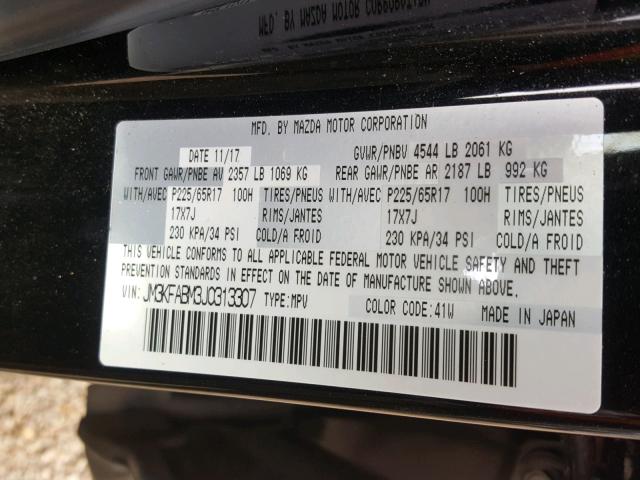 MFD. BY MAZDA MOTOR CORPORATION
DATE 11/17 GVWR/PNBV 4544 LB 2061 KG
FRONT GAWR/PNBE AV 2357 LB 1069 KG REAR GAWR/PNBE AR 2187 LB 992 KG
WITH/AVEC P225/65R17 100H TIRES/PNEUS P225/65R17 100H TIRES/PNEUS
17X7J RIMS/JANTES 17X7J RIMS/JANTES
230 KPA/34 PSI COLD/A FROID 230 KPA/34 PSI COLD/A FROID
THIS VEHICLE CONFORMS TO ALL APPLICABLE FEDERAL MOTOR VEHICLE SAFETY AND THEFT
PREVENTION STANDARDS IN EFFECT ON THE DATE OF MANUFACTURE SHOWN ABOVE.
VIN: JM3KFABM3J0313307 TYPE: MPV COLOR CODE: 41W MADE IN JAPAN